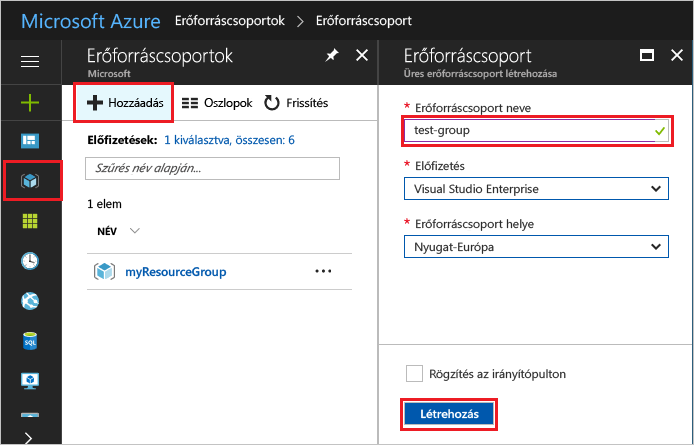 Microsoft Azure Erőforráscsoportok > Erőforráscsoport
Erőforráscsoportok
Microsoft
Hozzáadás Oszlopok Frissítés
Előfizetések: 1 kiválasztva, összesen: 6
Szűrés név alapján...
1 elem
NÉV
myResourceGroup
SQL
Erőforráscsoport
Üres erőforráscsoport létrehozása
* Erőforráscsoport neve
test-group
* Előfizetés
Visual Studio Enterprise
* Erőforráscsoport helye
Nyugat-Európa
Rögzítés az irányítópulton
Létrehozás